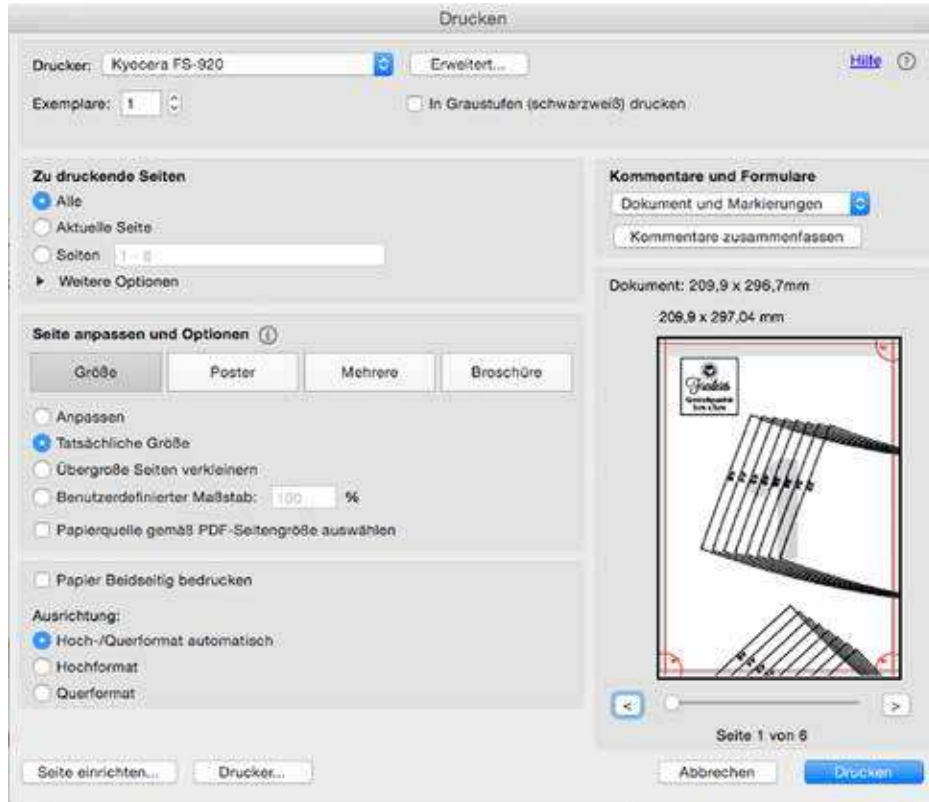 Drucken
Drucker: Kyocera FS-920 Erweitert... Hilfe ?
Exemplare: 1 In Graustufen (schwarzweiß) drucken
Zu druckende Seiten
Alle
Aktuelle Seite
Seiten 1 - 6
Weitere Optionen
Seite anpassen und Optionen i
Größe Poster Mehrere Broschüre
Anpassen
Tatsächliche Größe
Übergroße Seiten verkleinern
Benutzerdefinierter Maßstab: 100 %
Papierquelle gemäß PDF-Seitengröße auswählen
Papier Beidseitig bedrucken
Ausrichtung:
Hoch-/Querformat automatisch
Hochformat
Querformat
Kommentare und Formulare
Dokument und Markierungen
Kommentare zusammenfassen
Dokument: 209,9 x 296,7mm
209,9 x 297,04 mm
< >
Seite 1 von 6
Seite einrichten... Drucker... Abbrechen Drucken